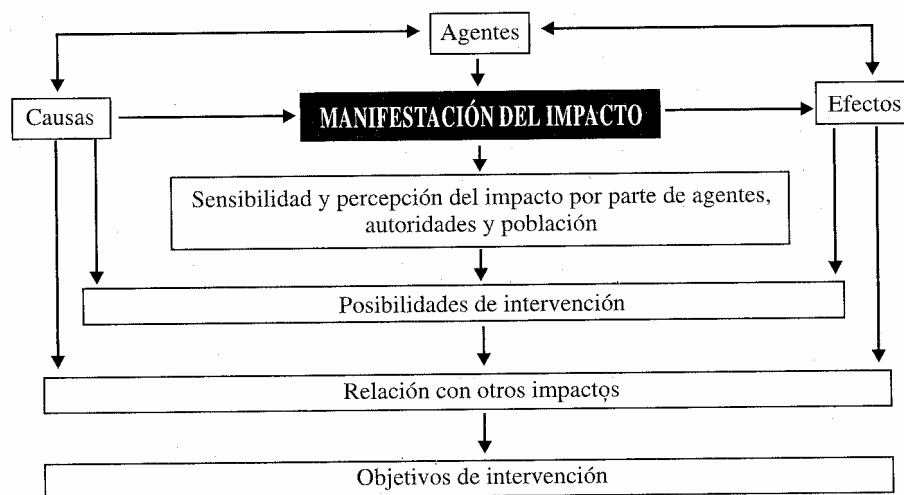 Agentes
Causas
MANIFESTACIÓN DEL IMPACTO
Efectos
Sensibilidad y percepción del impacto por parte de agentes,
autoridades y población
Posibilidades de intervención
Relación con otros impactos
Objetivos de intervención